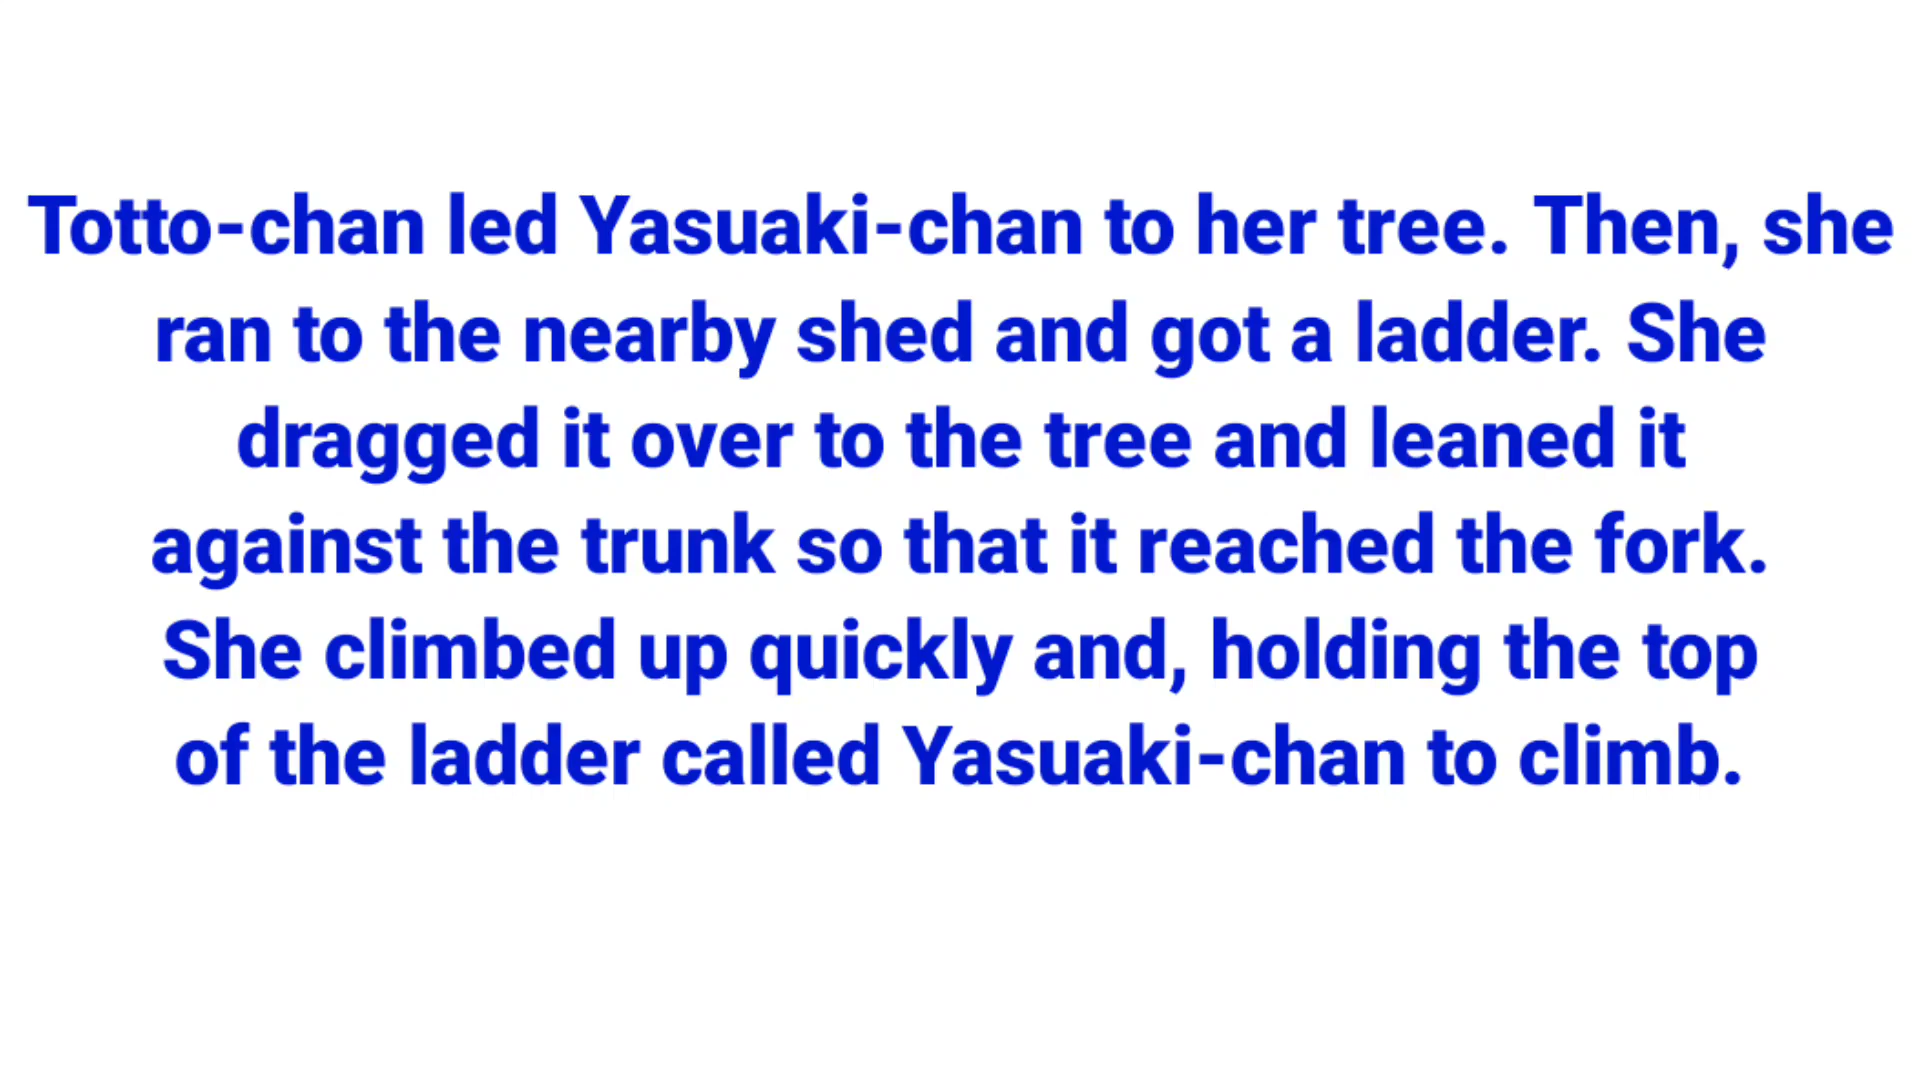 Totto-chan led Yasuaki-chan to her tree. Then, she
ran to the nearby shed and got a ladder. She
dragged it over to the tree and leaned it
against the trunk so that it reached the fork.
She climbed up quickly and, holding the top
of the ladder called Yasuaki-chan to climb.